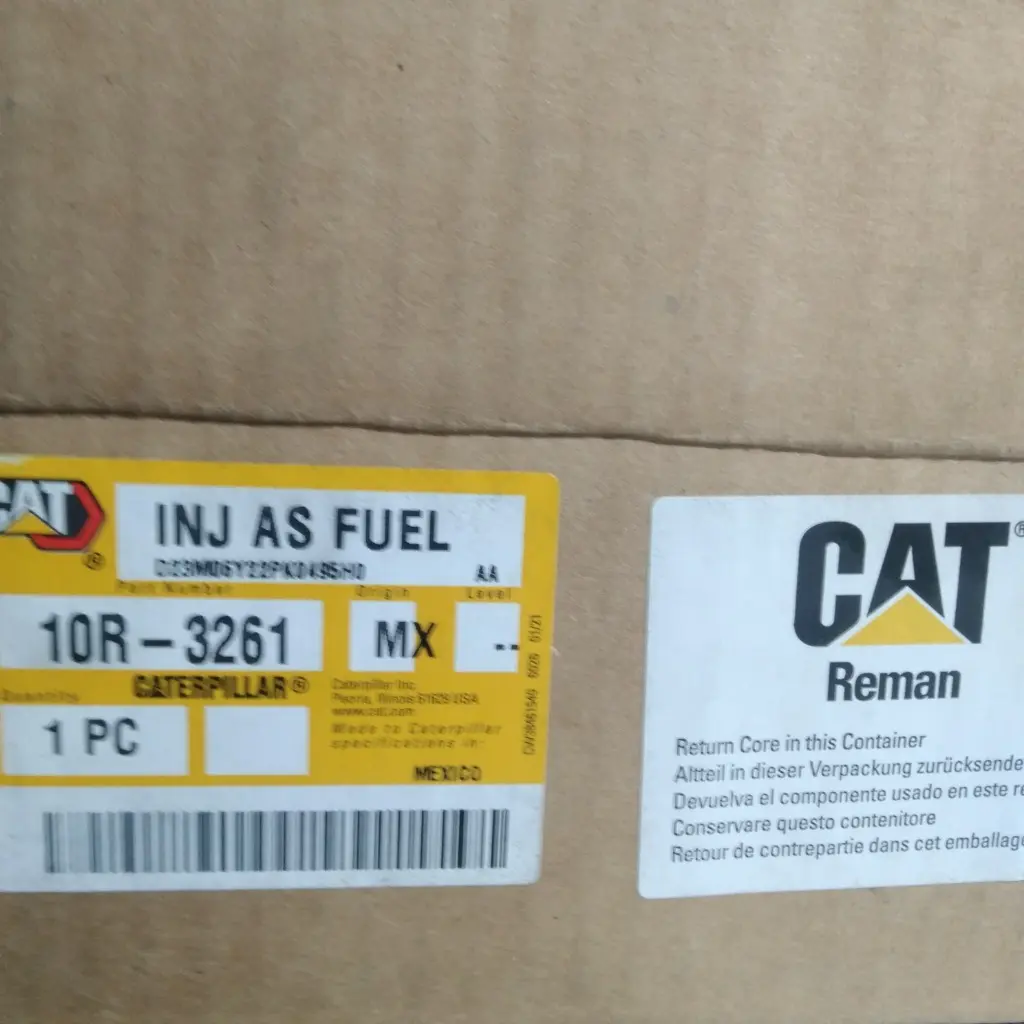 CAT
®
INJ AS FUEL
AA
Part Number
Origin
Level
10R-3261
MX
--
Quantity
CATERPILLAR®
Caterpillar Inc.
Peoria, Illinois 61629 USA
www.cat.com
1 PC
Made to Caterpillar
specifications in:
MEXICO
01/21
CAT®
Reman
Return Core in this Container
Altteil in dieser Verpackung zurücksende
Devuelva el componente usado en este re
Conservare questo contenitore
Retour de contrepartie dans cet emballage